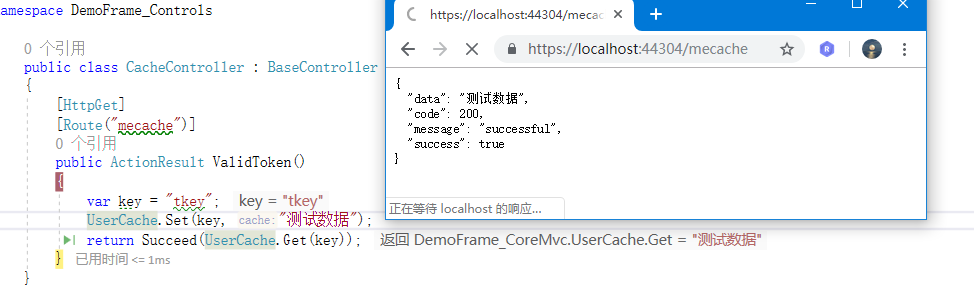 amespace DemoFrame_Controls
0 个引用
public class CacheController : BaseController
{
[HttpGet]
[Route("mecache")]
0 个引用
public ActionResult ValidToken()
{
var key = "tkey"; key = "tkey"
UserCache.Set(key, cache: "测试数据");
return Succeed(UserCache.Get(key)); 返回 DemoFrame_CoreMvc.UserCache.Get = "测试数据"
} 已用时间 <= 1ms
}
https://localhost:44304/mecac
https://localhost:44304/mecache
R
{
"data": "测试数据",
"code": 200,
"message": "successful",
"success": true
}
正在等待 localhost 的响应...